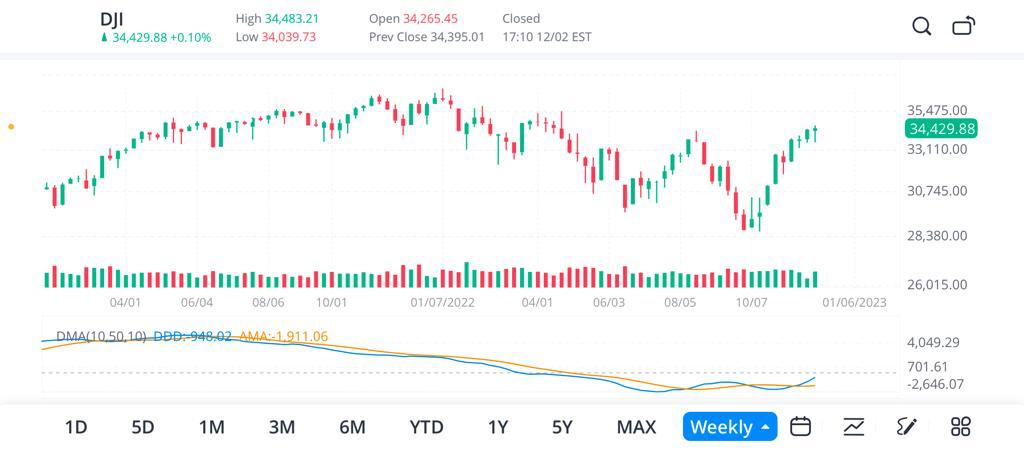 DJI High 34,483.21 Open 34,265.45 Closed
34,429.88 +0.10% Low 34,039.73 Prev Close 34,395.01 17:10 12/02 EST
35,475.00
34,429.88
33,110.00
30,745.00
28,380.00
26,015.00
04/01 06/04 08/06 10/01 01/07/2022 04/01 06/03 08/05 10/07 01/06/2023
DMA(10,50,10) DDD:-948.02 AMA:-1,911.06
4,049.29
701.61
-2,646.07
1D 5D 1M 3M 6M YTD 1Y 5Y MAX Weekly